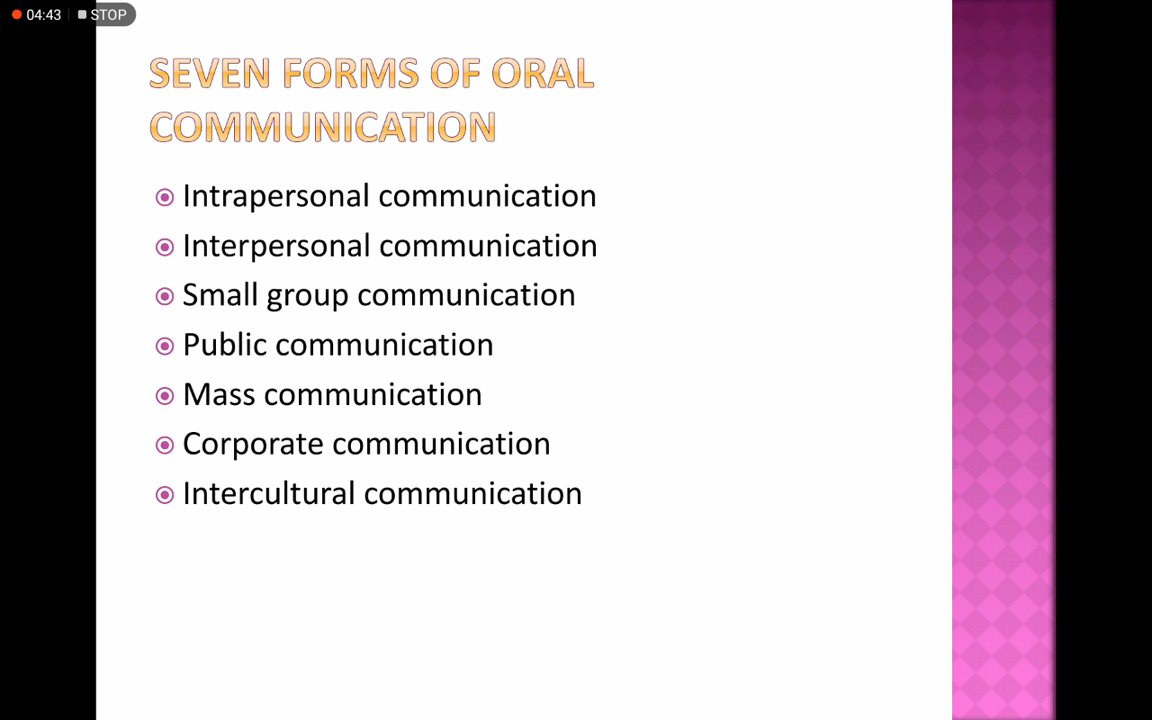 04:43 STOP
SEVEN FORMS OF ORAL
COMMUNICATION
Intrapersonal communication
Interpersonal communication
Small group communication
Public communication
Mass communication
Corporate communication
Intercultural communication